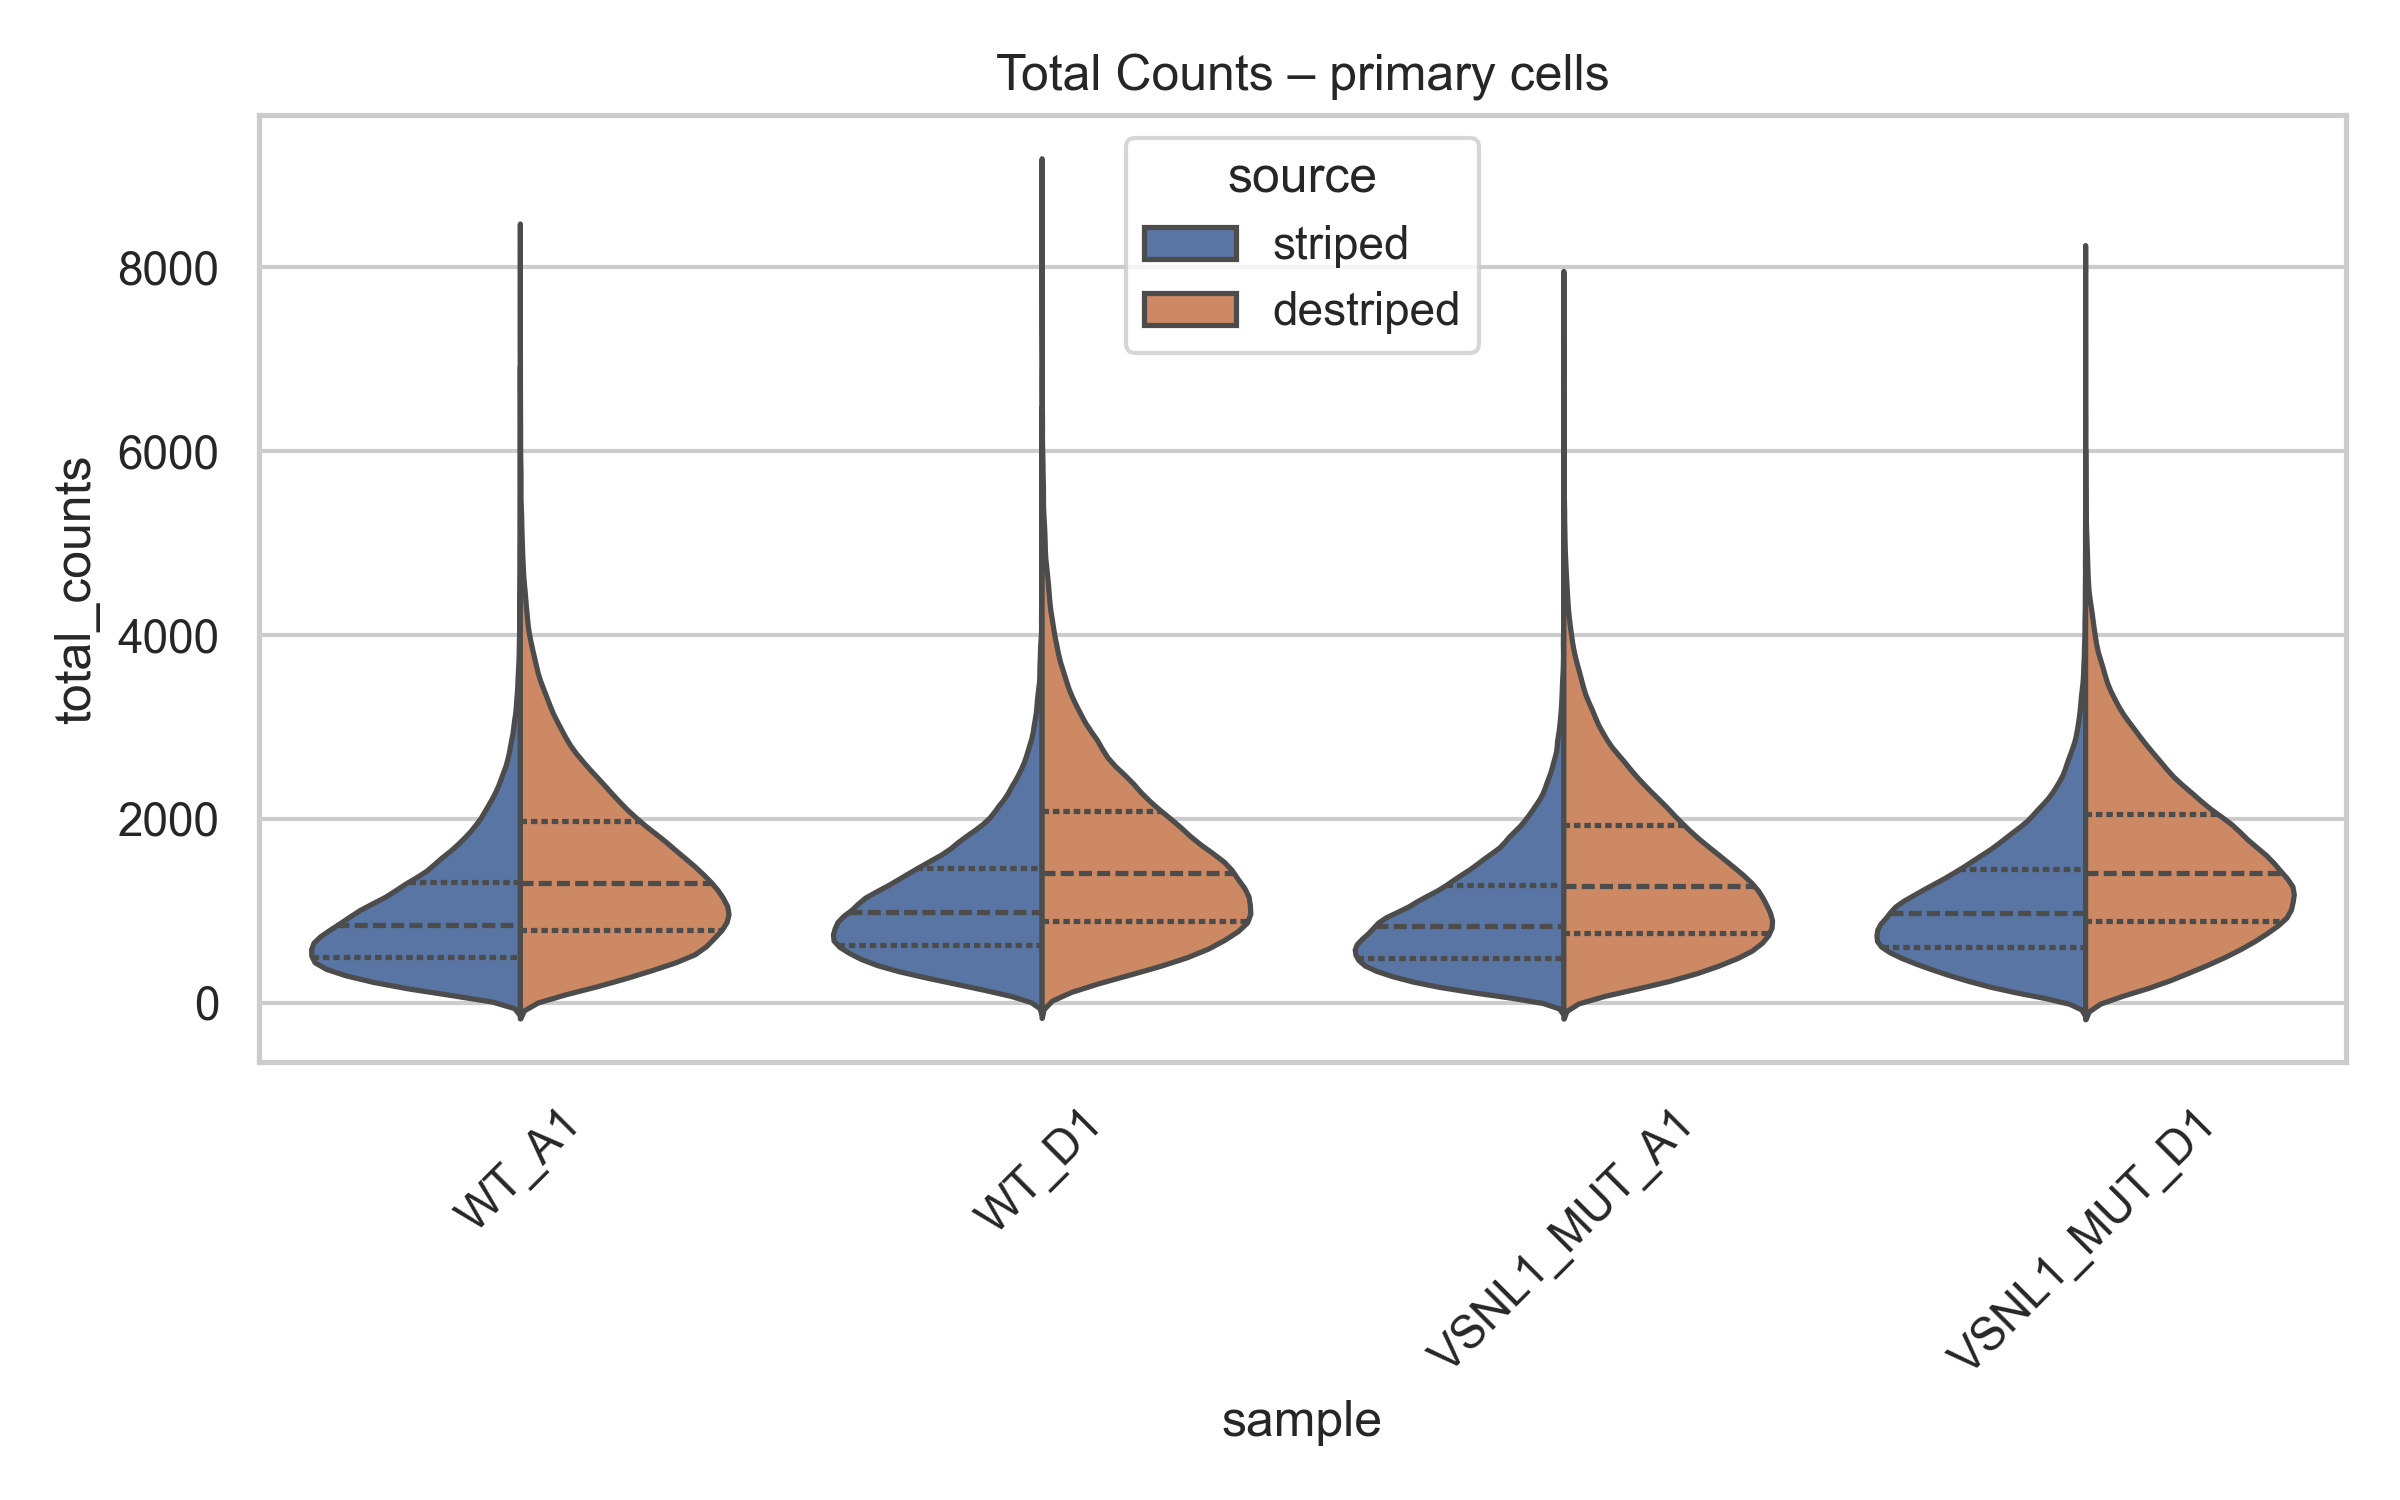 Total Counts – primary cells
source
striped
destriped
total_counts
8000
6000
4000
2000
0
WT_A1
WT_D1
VSNL1_MUT_A1
VSNL1_MUT_D1
sample